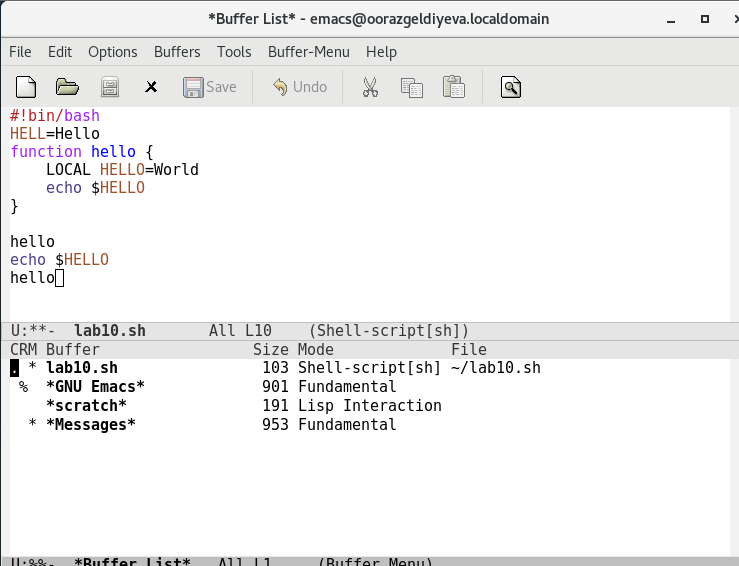 *Buffer List* - emacs@oorazgeldiyeva.localdomain
File Edit Options Buffers Tools Buffer-Menu Help
Save Undo
#!bin/bash
HELL=Hello
function hello {
    LOCAL HELLO=World
    echo $HELLO
}
hello
echo $HELLO
hello
U:**-  lab10.sh       All L10    (Shell-script[sh])
CRM Buffer                 Size Mode             File
. * lab10.sh                103 Shell-script[sh] ~/lab10.sh
 %  *GNU Emacs*             901 Fundamental
    *scratch*               191 Lisp Interaction
  * *Messages*              953 Fundamental
U:%%-  *Buffer List*   All L1     (Buffer Menu)